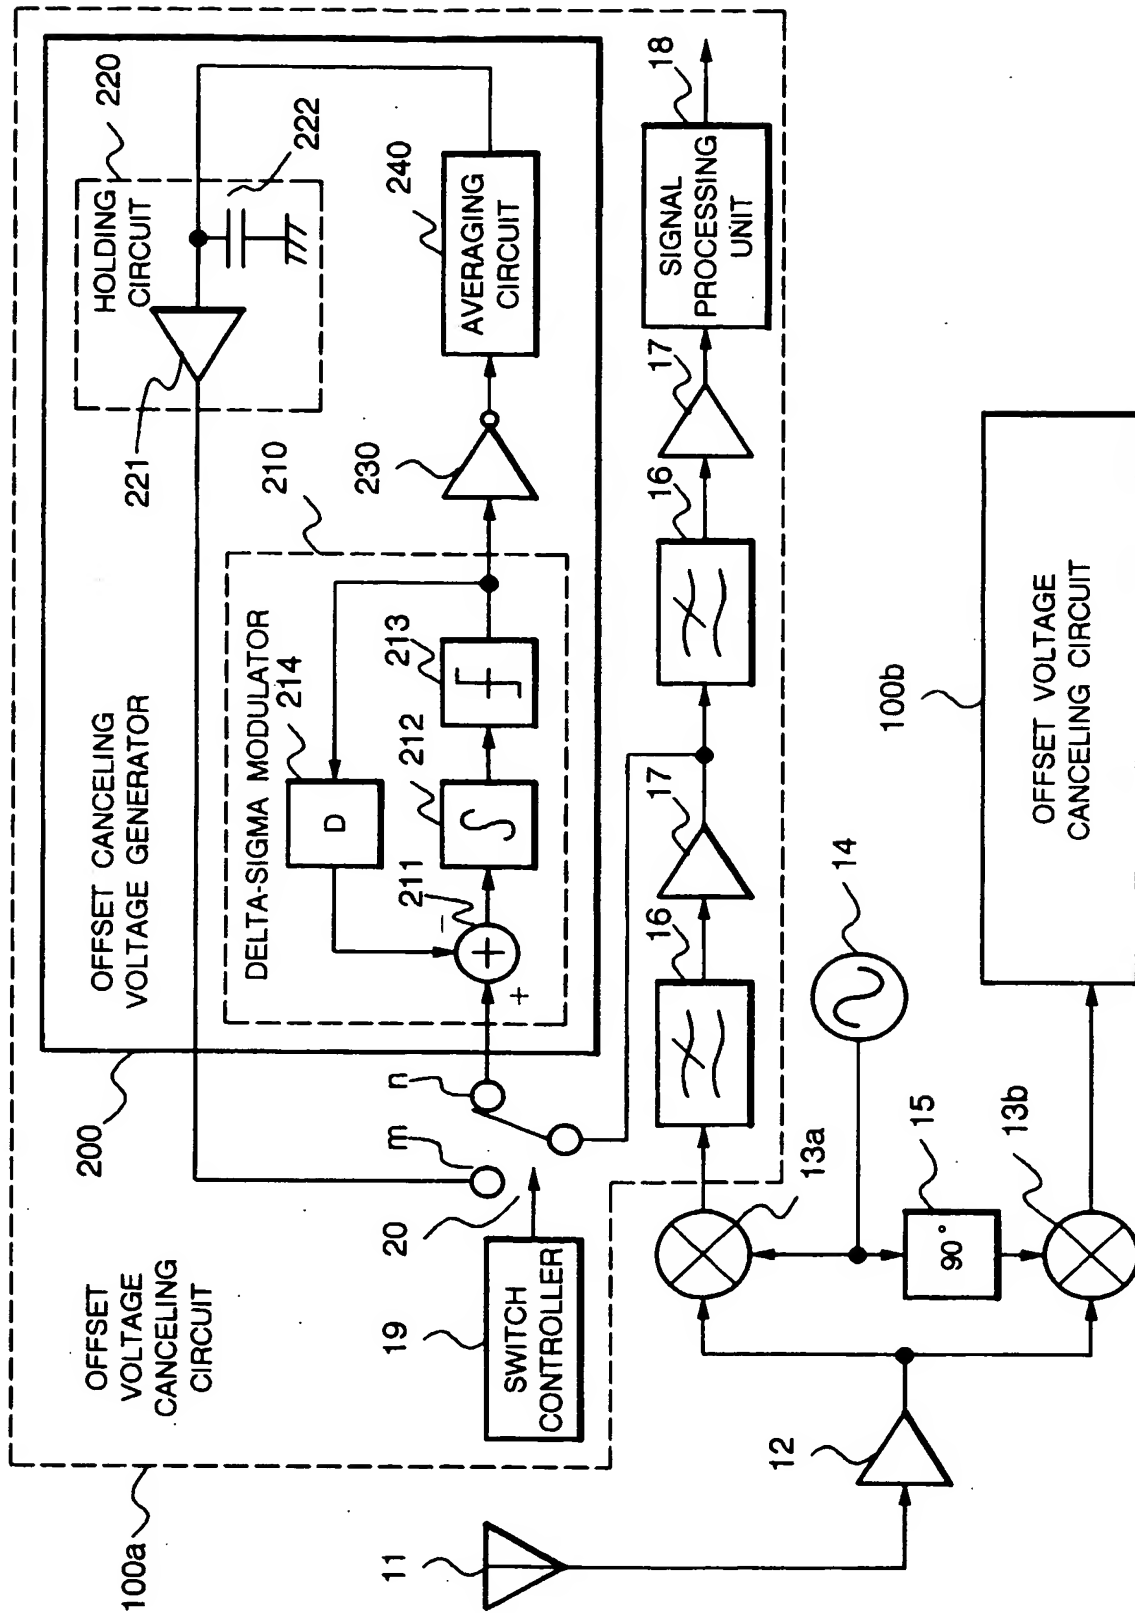 100a
OFFSET
VOLTAGE
CANCELING
CIRCUIT
200
OFFSET CANCELING
VOLTAGE GENERATOR
220
HOLDING
CIRCUIT
222
221
210
DELTA-SIGMA MODULATOR
214
D
211
212
213
-
+
+
230
240
AVERAGING
CIRCUIT
m
n
20
19
SWITCH
CONTROLLER
16
17
16
17
18
SIGNAL
PROCESSING
UNIT
11
12
13a
14
15
90°
13b
100b
OFFSET VOLTAGE
CANCELING CIRCUIT